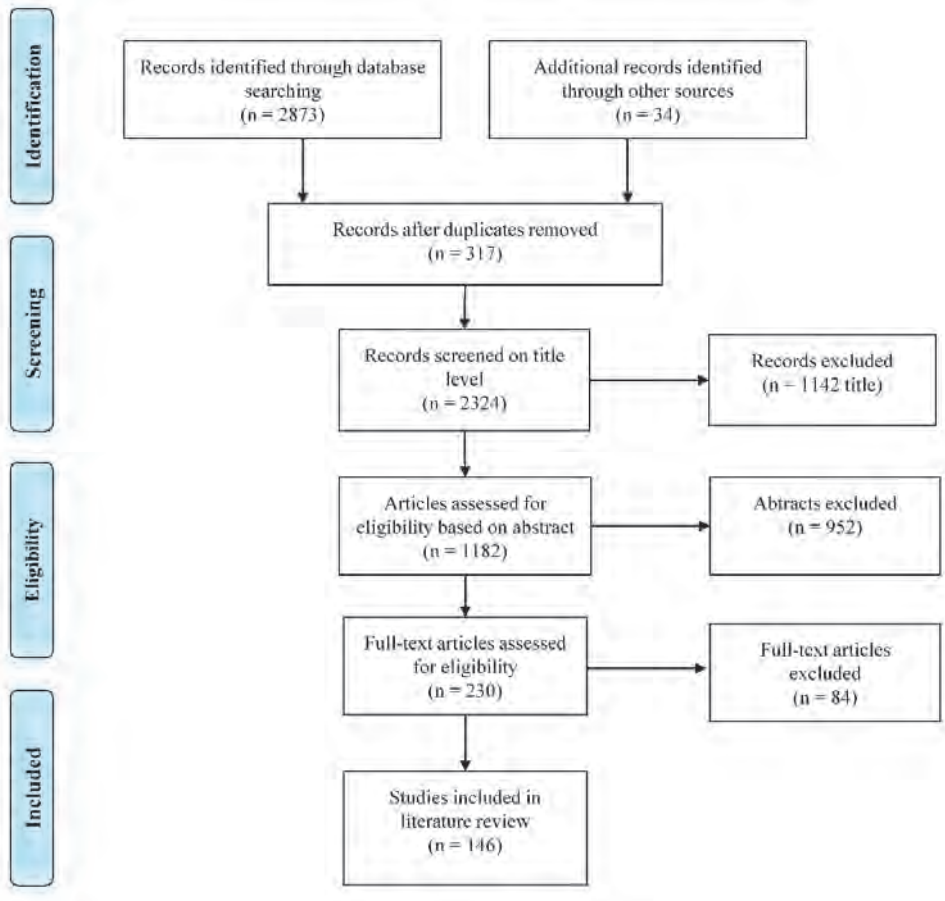 Identification
Records identified through database
searching
(n = 2873)
Additional records identified
through other sources
(n = 34)
Records after duplicates removed
(n = 317)
Screening
Records screened on title
level
(n = 2324)
Records excluded
(n = 1142 title)
Eligibility
Articles assessed for
eligibility based on abstract
(n = 1182)
Abtracts excluded
(n = 952)
Full-text articles assessed
for eligibility
(n = 230)
Full-text articles
excluded
(n = 84)
Included
Studies included in
literature review
(n = 146)